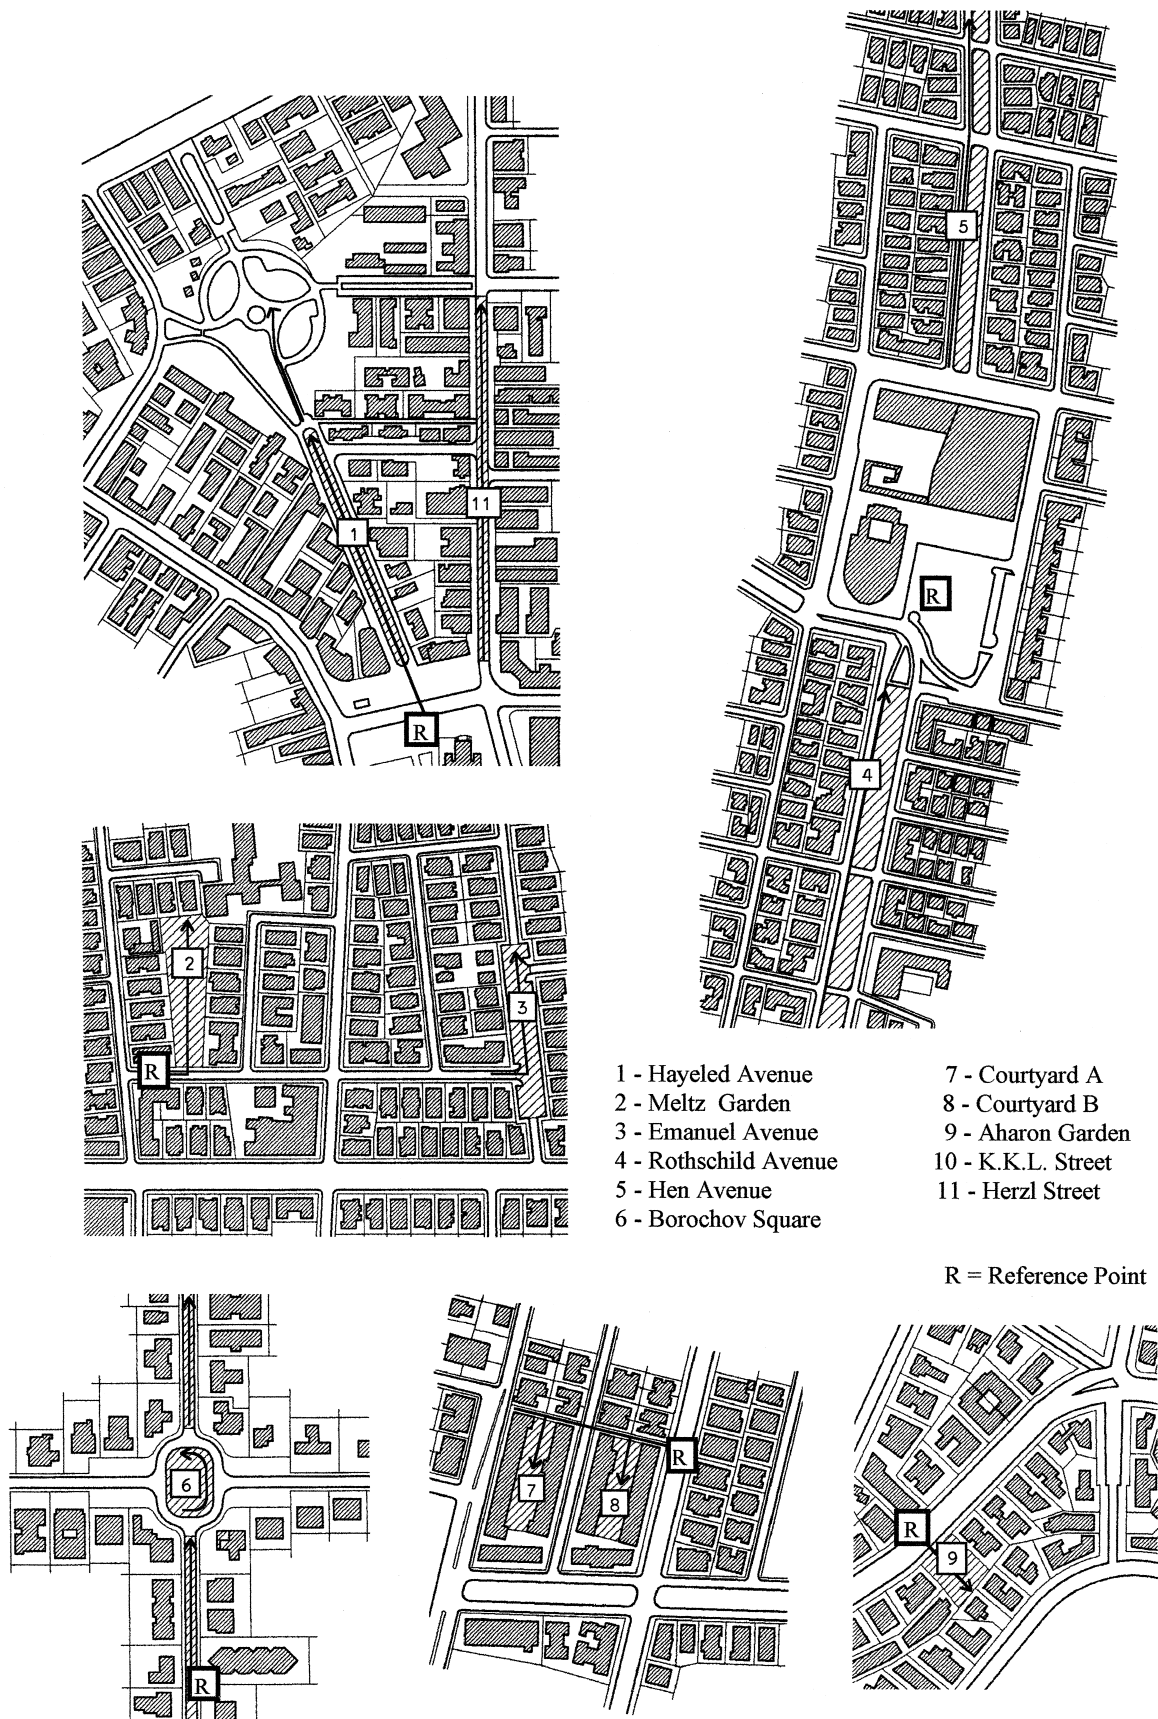 5
1
11
R
R
4
2
3
R
1 - Hayeled Avenue
2 - Meltz Garden
3 - Emanuel Avenue
4 - Rothschild Avenue
5 - Hen Avenue
6 - Borochov Square
7 - Courtyard A
8 - Courtyard B
9 - Aharon Garden
10 - K.K.L. Street
11 - Herzl Street
R = Reference Point
6
R
7
8
R
R
9